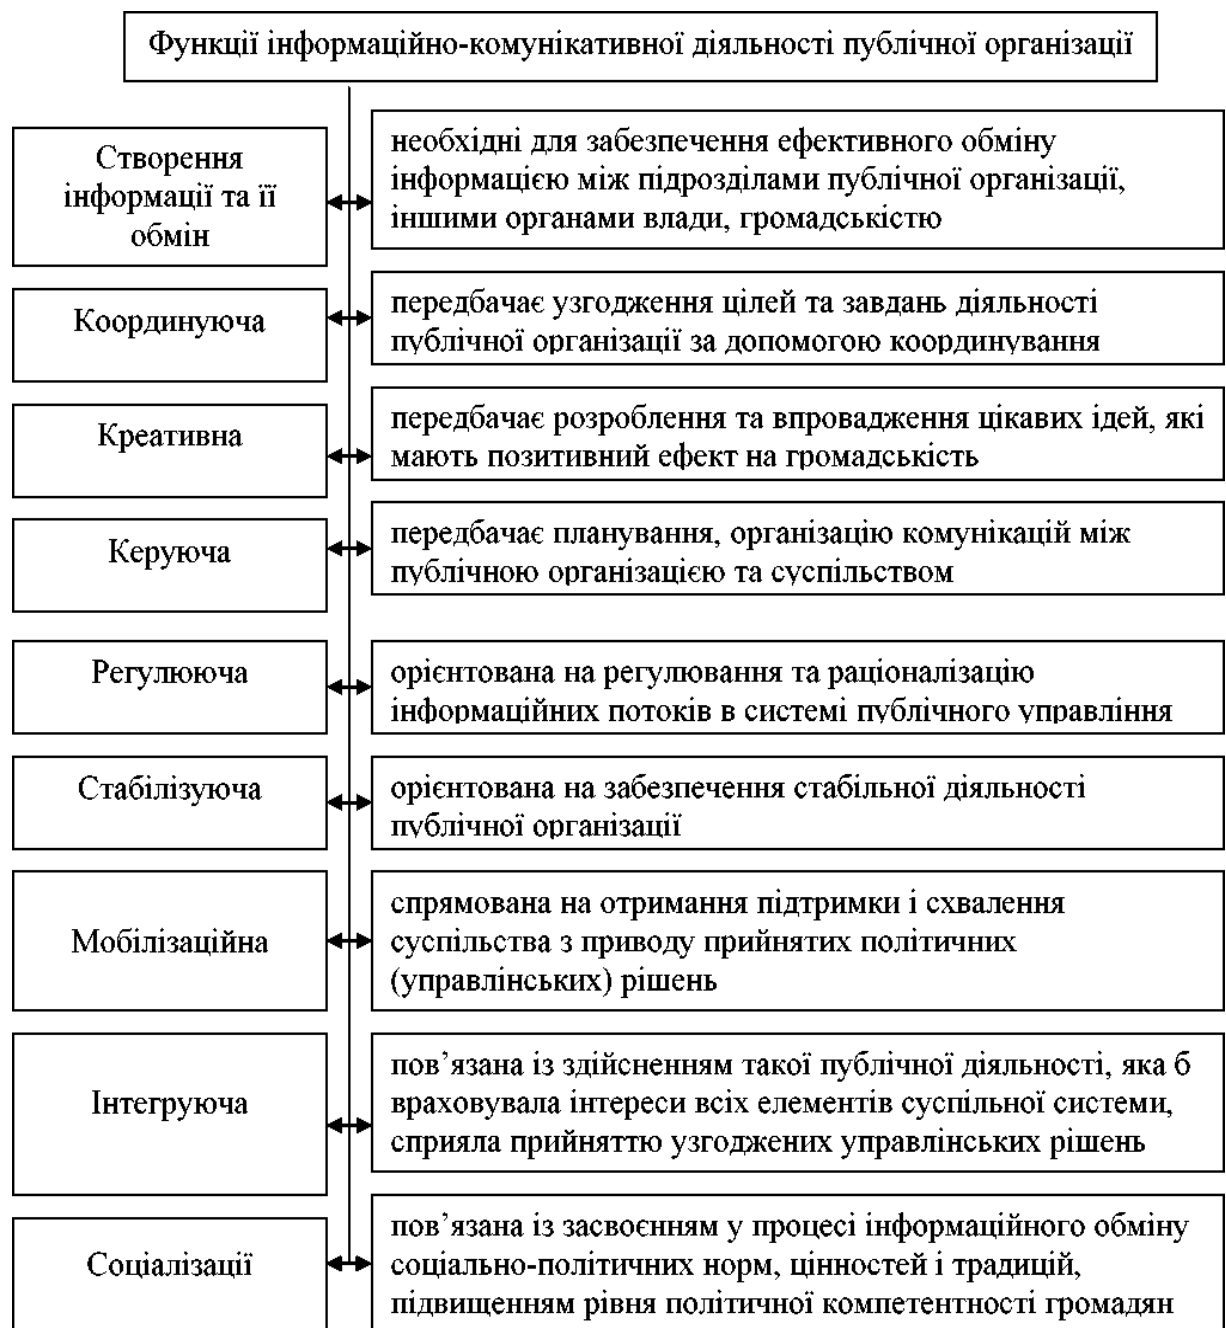 Функції інформаційно-комунікативної діяльності публічної організації
Створення
інформації та її
обмін
необхідні для забезпечення ефективного обміну
інформацією між підрозділами публічної організації,
іншими органами влади, громадськістю
Координуюча
передбачає узгодження цілей та завдань діяльності
публічної організації за допомогою координування
Креативна
передбачає розроблення та впровадження цікавих ідей, які
мають позитивний ефект на громадськість
Керуюча
передбачає планування, організацію комунікацій між
публічною організацією та суспільством
Регулююча
орієнтована на регулювання та раціоналізацію
інформаційних потоків в системі публічного управління
Стабілізуюча
орієнтована на забезпечення стабільної діяльності
публічної організації
Мобілізаційна
спрямована на отримання підтримки і схвалення
суспільства з приводу прийнятих політичних
(управлінських) рішень
Інтегруюча
пов’язана із здійсненням такої публічної діяльності, яка б
враховувала інтереси всіх елементів суспільної системи,
сприяла прийняттю узгоджених управлінських рішень
Соціалізації
пов’язана із засвоєнням у процесі інформаційного обміну
соціально-політичних норм, цінностей і традицій,
підвищенням рівня політичної компетентності громадян